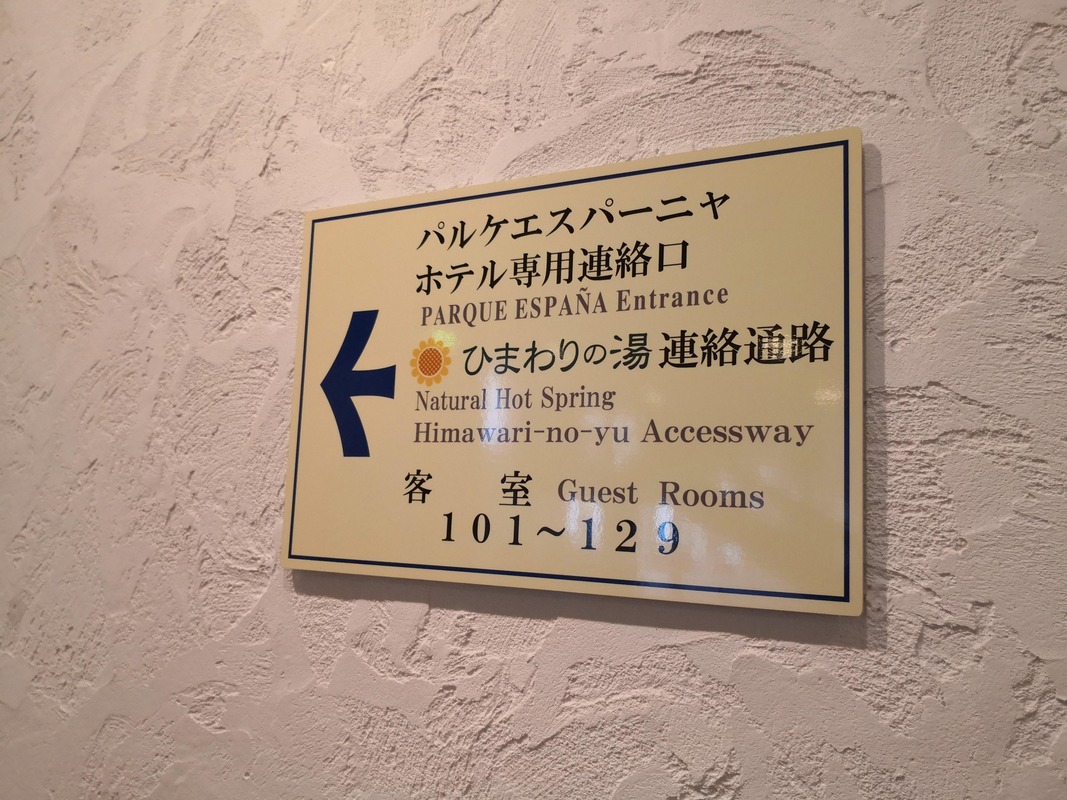 パルケエスパーニャ
ホテル専用連絡口
PARQUE ESPAÑA Entrance
ひまわりの湯 連絡通路
Natural Hot Spring
Himawari-no-yu Accessway
客 室 Guest Rooms
101~129